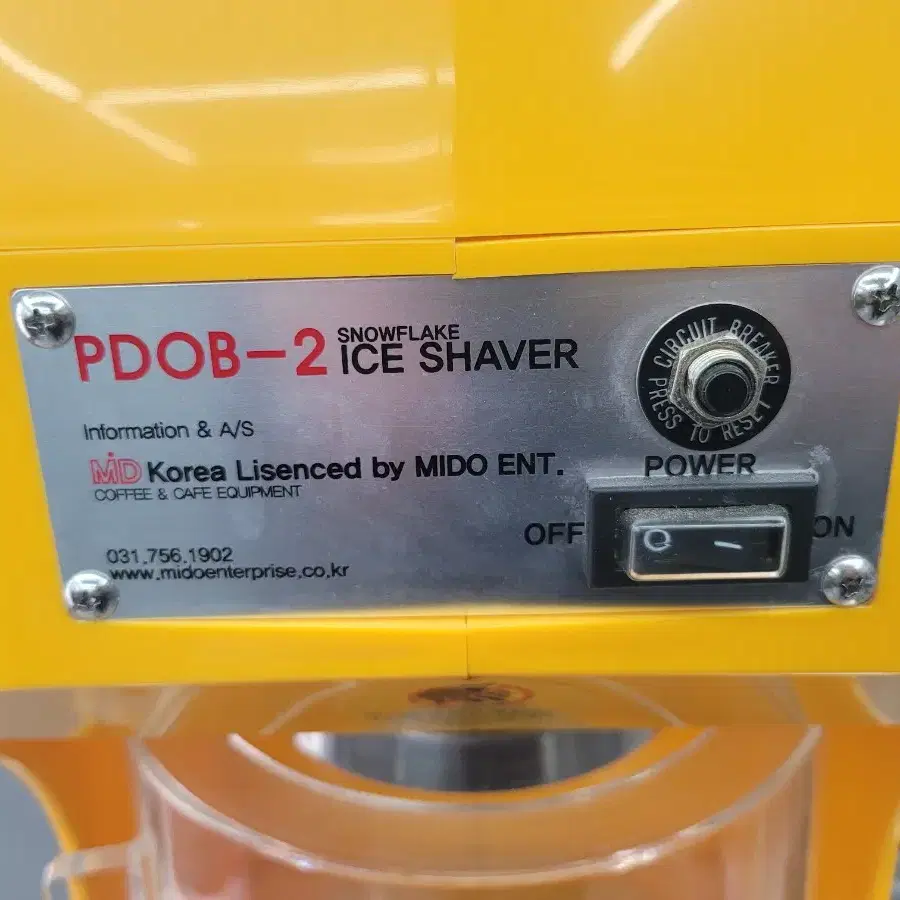 PDOB-2 SNOWFLAKE ICE SHAVER
Information & A/S
MD Korea Lisenced by MIDO ENT.
COFFEE & CAFE EQUIPMENT
031.756.1902
www.midoenterprise.co.kr
CIRCUIT BREAKER
PRESS TO RESET
POWER
OFF
ON